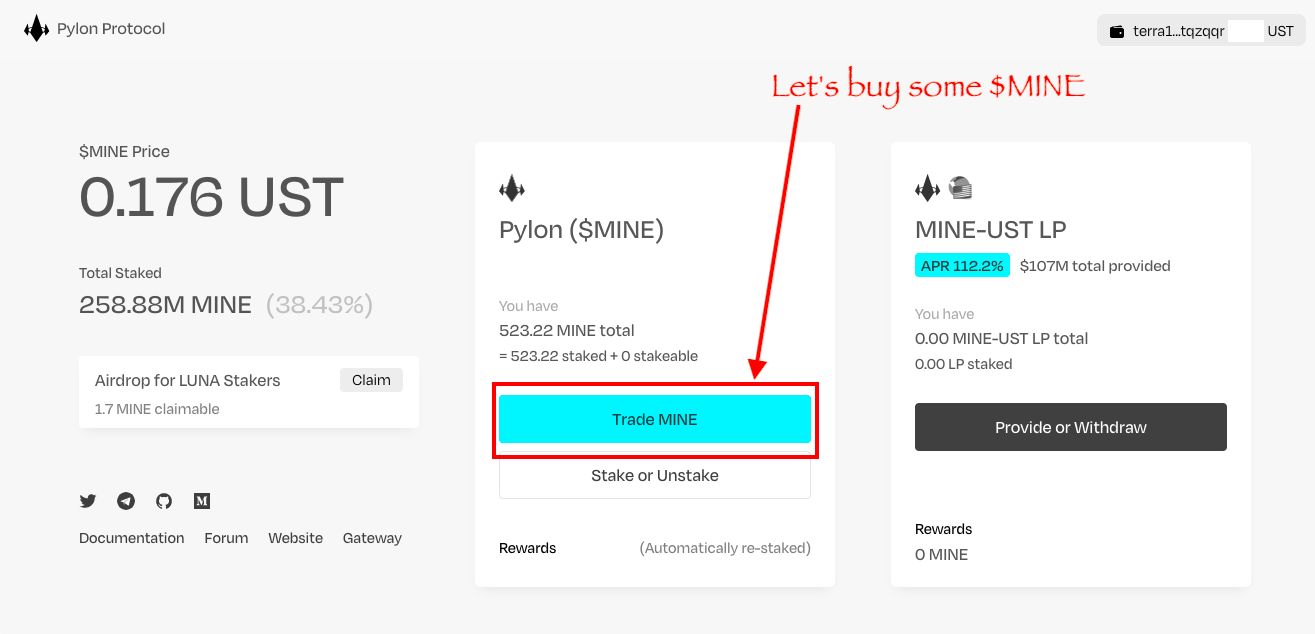 Pylon Protocol
terra1...tqzqqr UST
Let's buy some $MINE
$MINE Price
0.176 UST
Total Staked
258.88M MINE (38.43%)
Airdrop for LUNA Stakers Claim
1.7 MINE claimable
M
Documentation Forum Website Gateway
Pylon ($MINE)
You have
523.22 MINE total
= 523.22 staked + 0 stakeable
Trade MINE
Stake or Unstake
Rewards (Automatically re-staked)
MINE-UST LP
APR 112.2% $107M total provided
You have
0.00 MINE-UST LP total
0.00 LP staked
Provide or Withdraw
Rewards
0 MINE